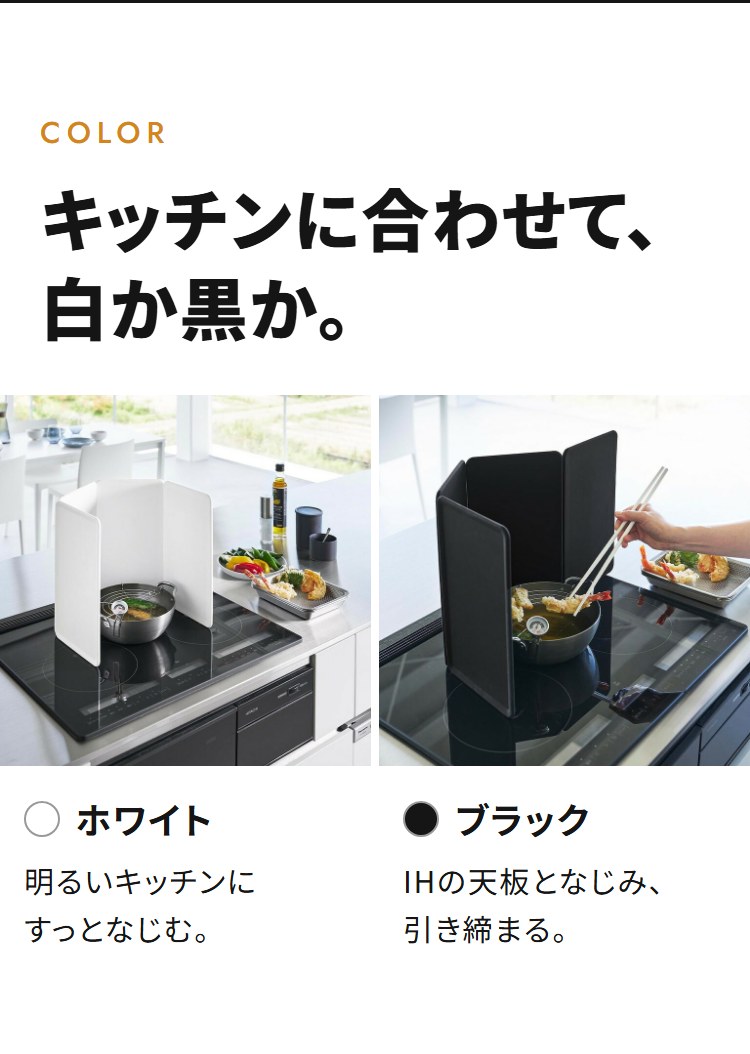 COLOR
キッチンに合わせて、
白か黒か。
ホワイト
明るいキッチンに
すっとなじむ。
ブラック
IHの天板となじみ、
引き締まる。